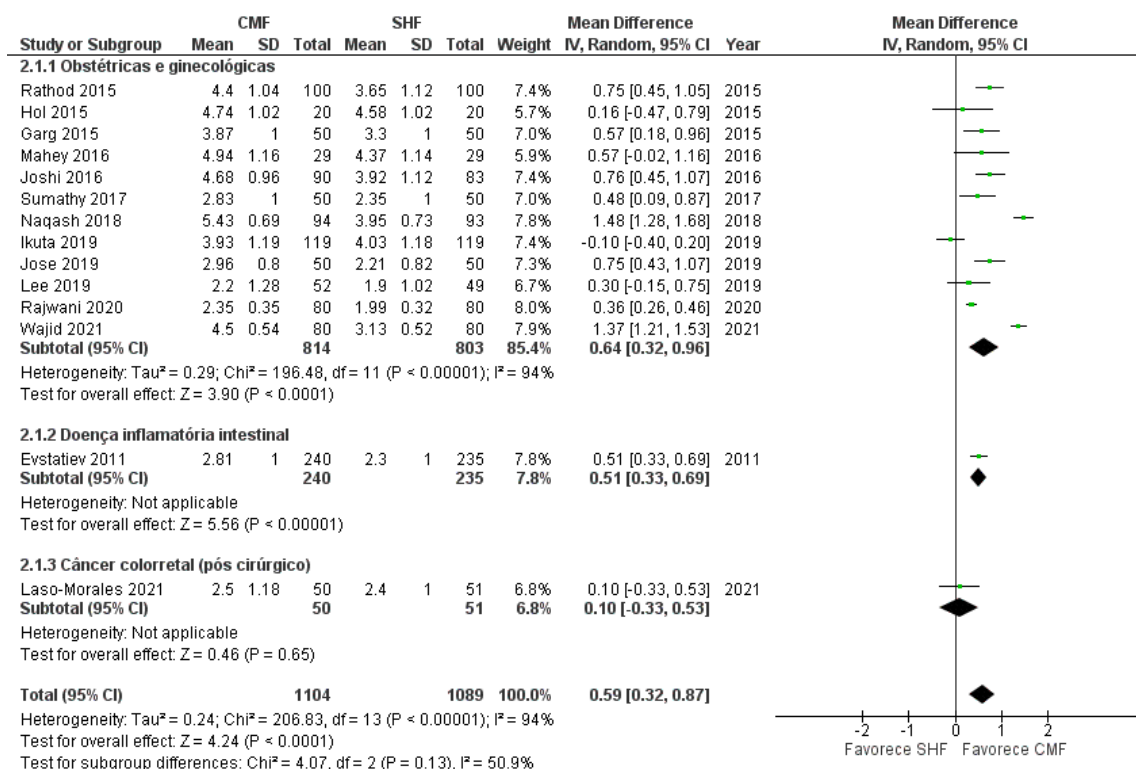 CMF SHF Mean Difference Mean Difference
Study or Subgroup Mean SD Total Mean SD Total Weight IV, Random, 95% CI Year IV, Random, 95% CI
2.1.1 Obstétricas e ginecológicas
Rathod 2015 4.4 1.04 100 3.65 1.12 100 7.4% 0.75 [0.45, 1.05] 2015
Hol 2015 4.74 1.02 20 4.58 1.02 20 5.7% 0.16 [-0.47, 0.79] 2015
Garg 2015 3.87 1 50 3.3 1 50 7.0% 0.57 [0.18, 0.96] 2015
Mahey 2016 4.94 1.16 29 4.37 1.14 29 5.9% 0.57 [-0.02, 1.16] 2016
Joshi 2016 4.68 0.96 90 3.92 1.12 83 7.4% 0.76 [0.45, 1.07] 2016
Sumathy 2017 2.83 1 50 2.35 1 50 7.0% 0.48 [0.09, 0.87] 2017
Naqash 2018 5.43 0.69 94 3.95 0.73 93 7.8% 1.48 [1.28, 1.68] 2018
Ikuta 2019 3.93 1.19 119 4.03 1.18 119 7.4% -0.10 [-0.40, 0.20] 2019
Jose 2019 2.96 0.8 50 2.21 0.82 50 7.3% 0.75 [0.43, 1.07] 2019
Lee 2019 2.2 1.28 52 1.9 1.02 49 6.7% 0.30 [-0.15, 0.75] 2019
Rajwani 2020 2.35 0.35 80 1.99 0.32 80 8.0% 0.36 [0.26, 0.46] 2020
Wajid 2021 4.5 0.54 80 3.13 0.52 80 7.9% 1.37 [1.21, 1.53] 2021
Subtotal (95% CI) 814 803 85.4% 0.64 [0.32, 0.96]
Heterogeneity: Tau² = 0.29; Chi² = 196.48, df = 11 (P < 0.00001); I² = 94%
Test for overall effect: Z = 3.90 (P < 0.0001)
2.1.2 Doença inflamatória intestinal
Evstatiev 2011 2.81 1 240 2.3 1 235 7.8% 0.51 [0.33, 0.69] 2011
Subtotal (95% CI) 240 235 7.8% 0.51 [0.33, 0.69]
Heterogeneity: Not applicable
Test for overall effect: Z = 5.56 (P < 0.00001)
2.1.3 Câncer colorretal (pós cirúrgico)
Laso-Morales 2021 2.5 1.18 50 2.4 1 51 6.8% 0.10 [-0.33, 0.53] 2021
Subtotal (95% CI) 50 51 6.8% 0.10 [-0.33, 0.53]
Heterogeneity: Not applicable
Test for overall effect: Z = 0.46 (P = 0.65)
Total (95% CI) 1104 1089 100.0% 0.59 [0.32, 0.87]
Heterogeneity: Tau² = 0.24; Chi² = 206.83, df = 13 (P < 0.00001); I² = 94%
Test for overall effect: Z = 4.24 (P < 0.0001)
Test for subgroup differences: Chi² = 4.07, df = 2 (P = 0.13), I² = 50.9%
-2 -1 0 1 2
Favorece SHF Favorece CMF